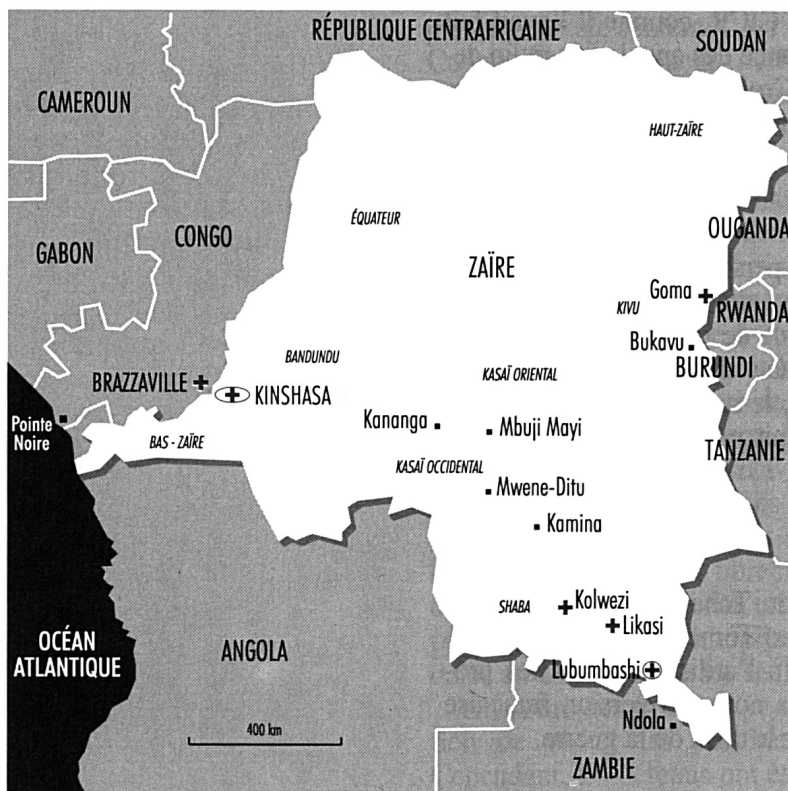 RÉPUBLIQUE CENTRAFRICAINE
SOUDAN
CAMEROUN
HAUT-ZAÏRE
ÉQUATEUR
OUGANDA
CONGO
GABON
ZAÏRE
Goma
KIVU
RWANDA
Bukavu
BANDUNDU
BURUNDI
KASAÏ ORIENTAL
BRAZZAVILLE
KINSHASA
Pointe
Noire
Kananga
Mbuji Mayi
BAS - ZAÏRE
TANZANIE
KASAÏ OCCIDENTAL
Mwene-Ditu
Kamina
SHABA
Kolwezi
Likasi
OCÉAN
ATLANTIQUE
ANGOLA
Lubumbashi
400 km
Ndola
ZAMBIE